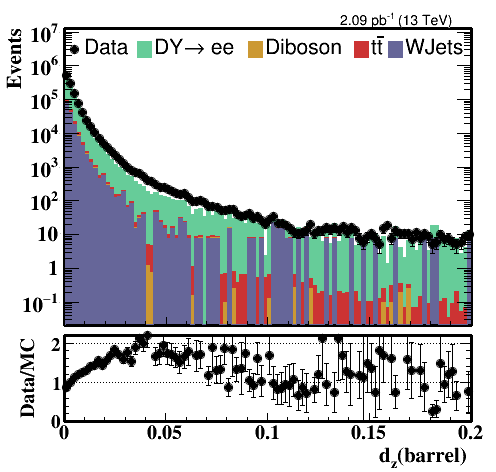 2.09 pb⁻¹ (13 TeV)
Events
10⁷
10⁶
10⁵
10⁴
10³
10²
10
1
10⁻¹
Data DY→ ee Diboson tt̄ WJets
Data/MC
2
1
0
0 0.05 0.1 0.15 0.2
d_z(barrel)